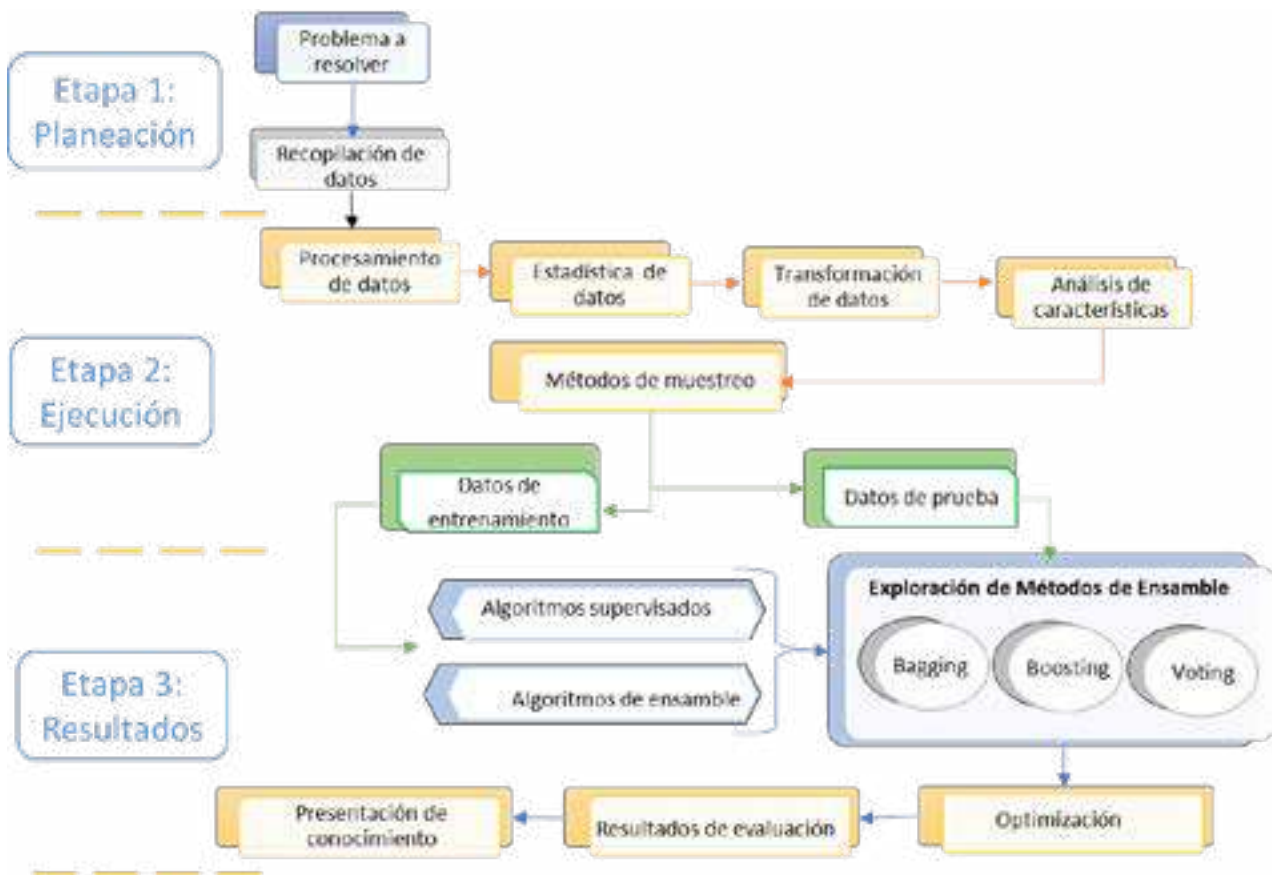 Etapa 1:
Planeación
Problema a
resolver
Recopilación de
datos
Procesamiento
de datos
Estadística de
datos
Transformación
de datos
Análisis de
características
Etapa 2:
Ejecución
Métodos de muestreo
Datos de
entrenamiento
Datos de prueba
Algoritmos supervisados
Algoritmos de ensamble
Exploración de Métodos de Ensamble
Bagging
Boosting
Voting
Etapa 3:
Resultados
Optimización
Resultados de evaluación
Presentación de
conocimiento